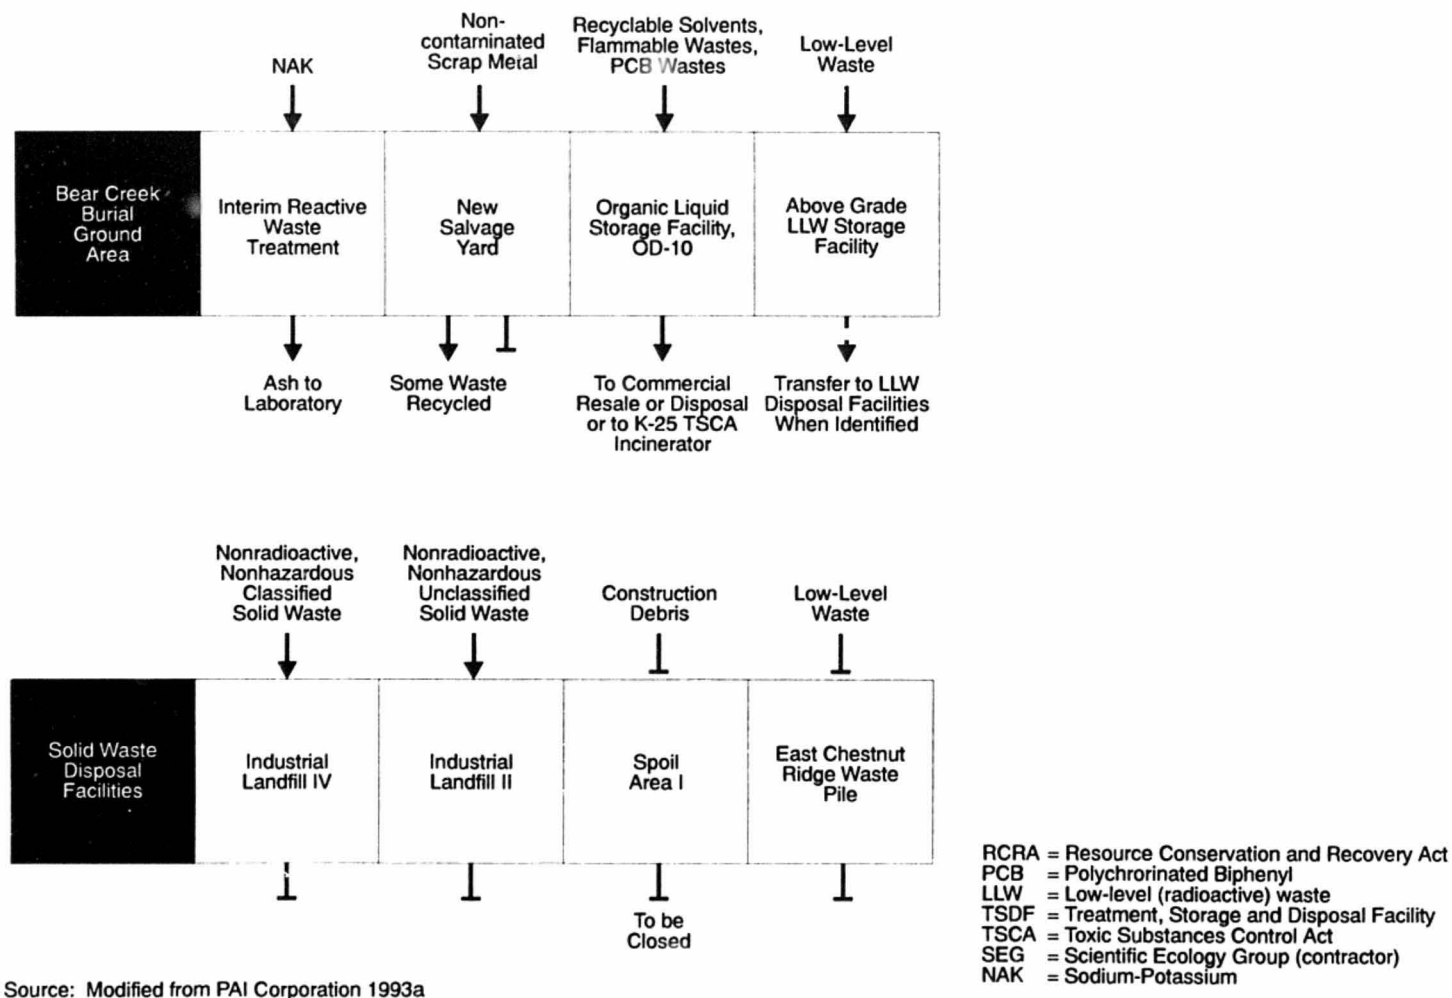 NAK
Non-
contaminated
Scrap Metal
Recyclable Solvents,
Flammable Wastes,
PCB Wastes
Low-Level
Waste
Bear Creek
Burial
Ground
Area
Interim Reactive
Waste
Treatment
New
Salvage
Yard
Organic Liquid
Storage Facility,
OD-10
Above Grade
LLW Storage
Facility
Ash to
Laboratory
Some Waste
Recycled
To Commercial
Resale or Disposal
or to K-25 TSCA
Incinerator
Transfer to LLW
Disposal Facilities
When Identified
Nonradioactive,
Nonhazardous
Classified
Solid Waste
Nonradioactive,
Nonhazardous
Unclassified
Solid Waste
Construction
Debris
Low-Level
Waste
Solid Waste
Disposal
Facilities
Industrial
Landfill IV
Industrial
Landfill II
Spoil
Area I
East Chestnut
Ridge Waste
Pile
To be
Closed
RCRA = Resource Conservation and Recovery Act
PCB = Polychrorinated Biphenyl
LLW = Low-level (radioactive) waste
TSDF = Treatment, Storage and Disposal Facility
TSCA = Toxic Substances Control Act
SEG = Scientific Ecology Group (contractor)
NAK = Sodium-Potassium
Source: Modified from PAI Corporation 1993a